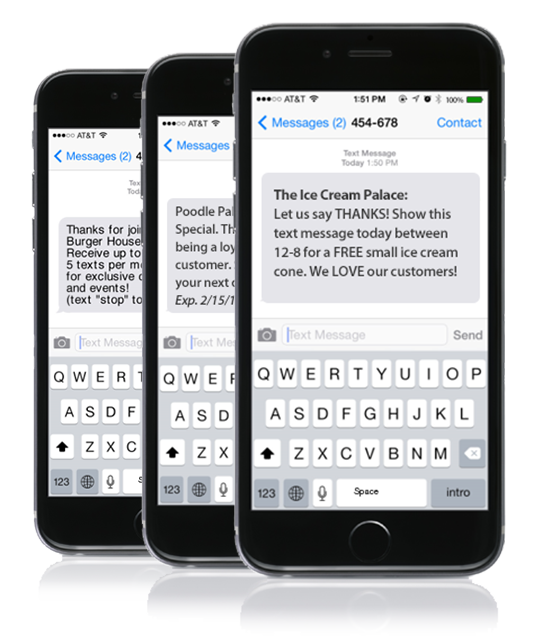 ●●●○○ AT&T
Messages (2) 4
Thanks for joi
Burger House
Receive up to
5 texts per m
for exclusive
and events!
(text "stop" to
Text Messag
Q W E R T
A S D F
Z X C
123
●●●○○ AT&T
Messages
Poodle Pal
Special. Th
being a loy
customer.
your next
Exp. 2/15/1
Text Me
Q W E
A S D
Z X
123
●●●○○ AT&T 1:51 PM 100%
Messages (2) 454-678 Contact
Text Message
Today 1:50 PM
The Ice Cream Palace:
Let us say THANKS! Show this
text message today between
12-8 for a FREE small ice cream
cone. We LOVE our customers!
Text Message Send
Q W E R T Y U I O P
A S D F G H J K L
Z X C V B N M
123 Space intro